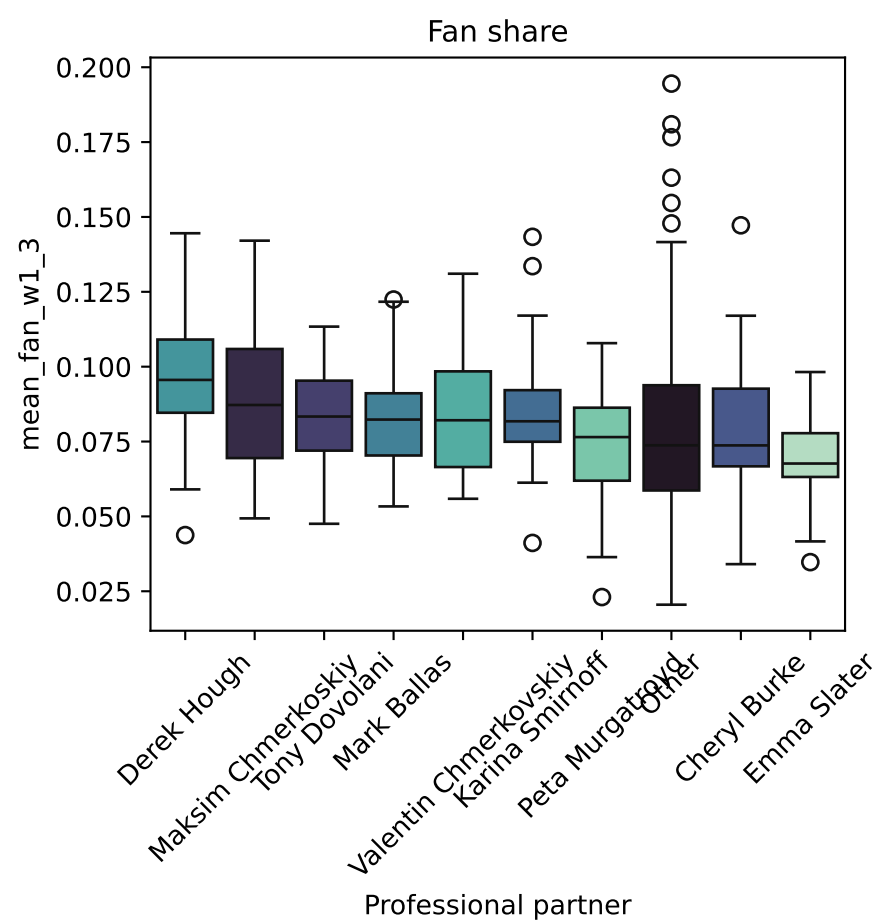 Fan share
0.200
0.175
0.150
0.125
0.100
0.075
0.050
0.025
mean_fan_w1_3
Derek Hough
Maksim Chmerkoskiy
Tony Dovolani
Mark Ballas
Valentin Chmerkovskiy
Karina Smirnoff
Peta Murgatroyd
Other
Cheryl Burke
Emma Slater
Professional partner